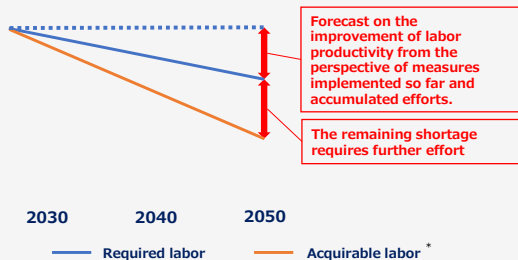 Forecast on the
improvement of labor
productivity from the
perspective of measures
implemented so far and
accumulated efforts.
The remaining shortage
requires further effort
2030 2040 2050
Required labor Acquirable labor *